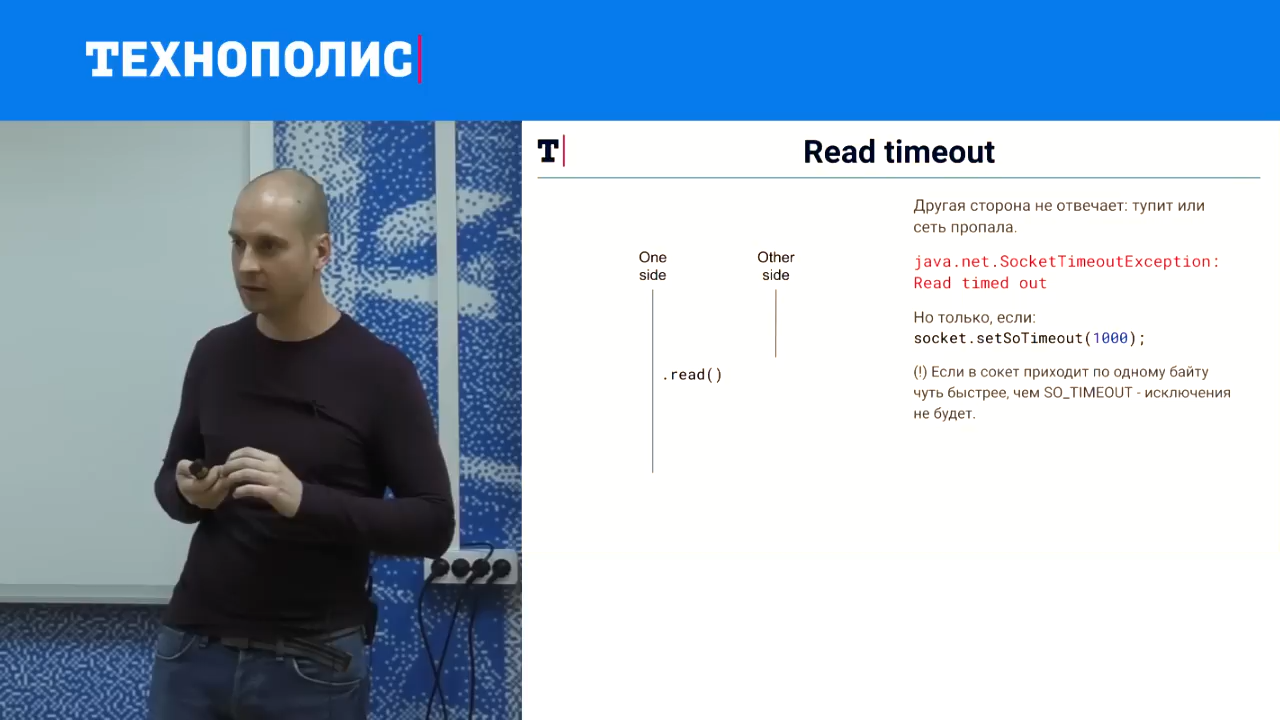 ТЕХНОПОЛИС
T
Read timeout
Другая сторона не отвечает: тупит или
сеть пропала.
java.net.SocketTimeoutException:
Read timed out
Но только, если:
socket.setSoTimeout(1000);
(!) Если в сокет приходит по одному байту
чуть быстрее, чем SO_TIMEOUT - исключения
не будет.
One
side
Other
side
.read()